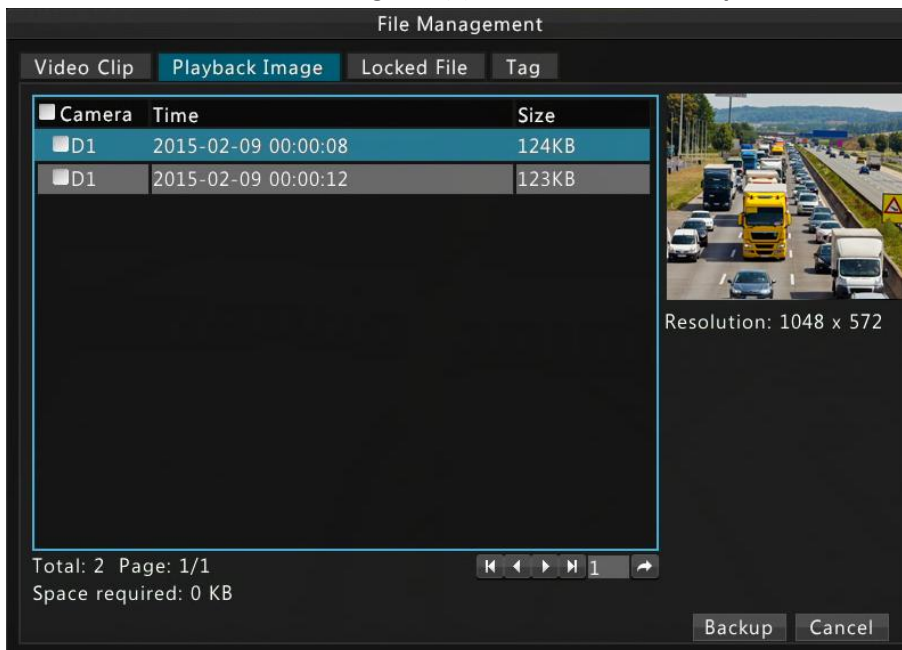 File Management
Video Clip Playback Image Locked File Tag
Camera Time Size
D1 2015-02-09 00:00:08 124KB
D1 2015-02-09 00:00:12 123KB
Resolution: 1048 x 572
Total: 2 Page: 1/1 1
Space required: 0 KB
Backup Cancel